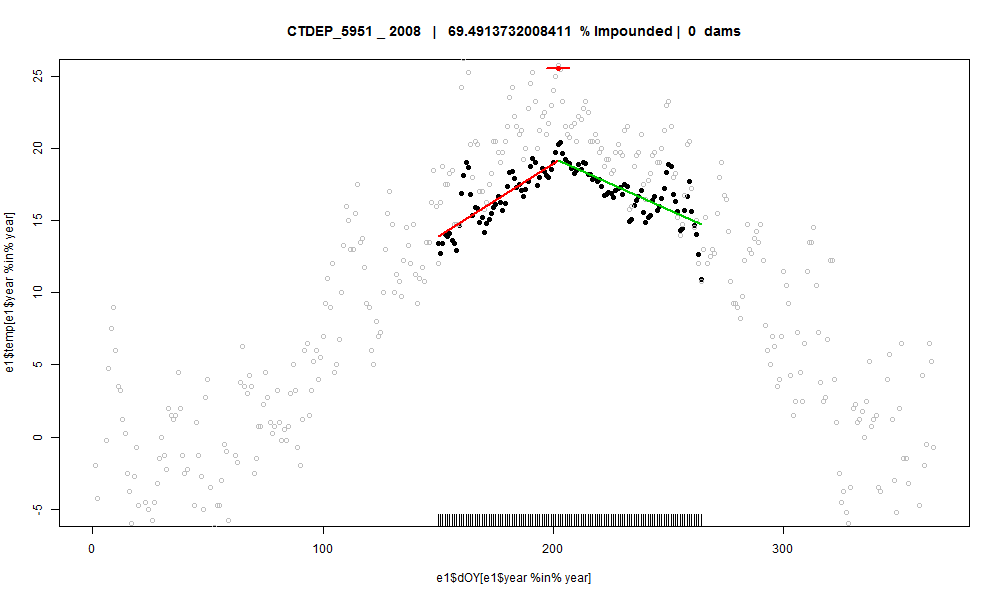 CTDEP_5951 _ 2008 | 69.4913732008411 % Impounded | 0 dams
e1$temp[e1$year %in% year]
25
20
15
10
5
0
-5
0 100 200 300
e1$dOY[e1$year %in% year]